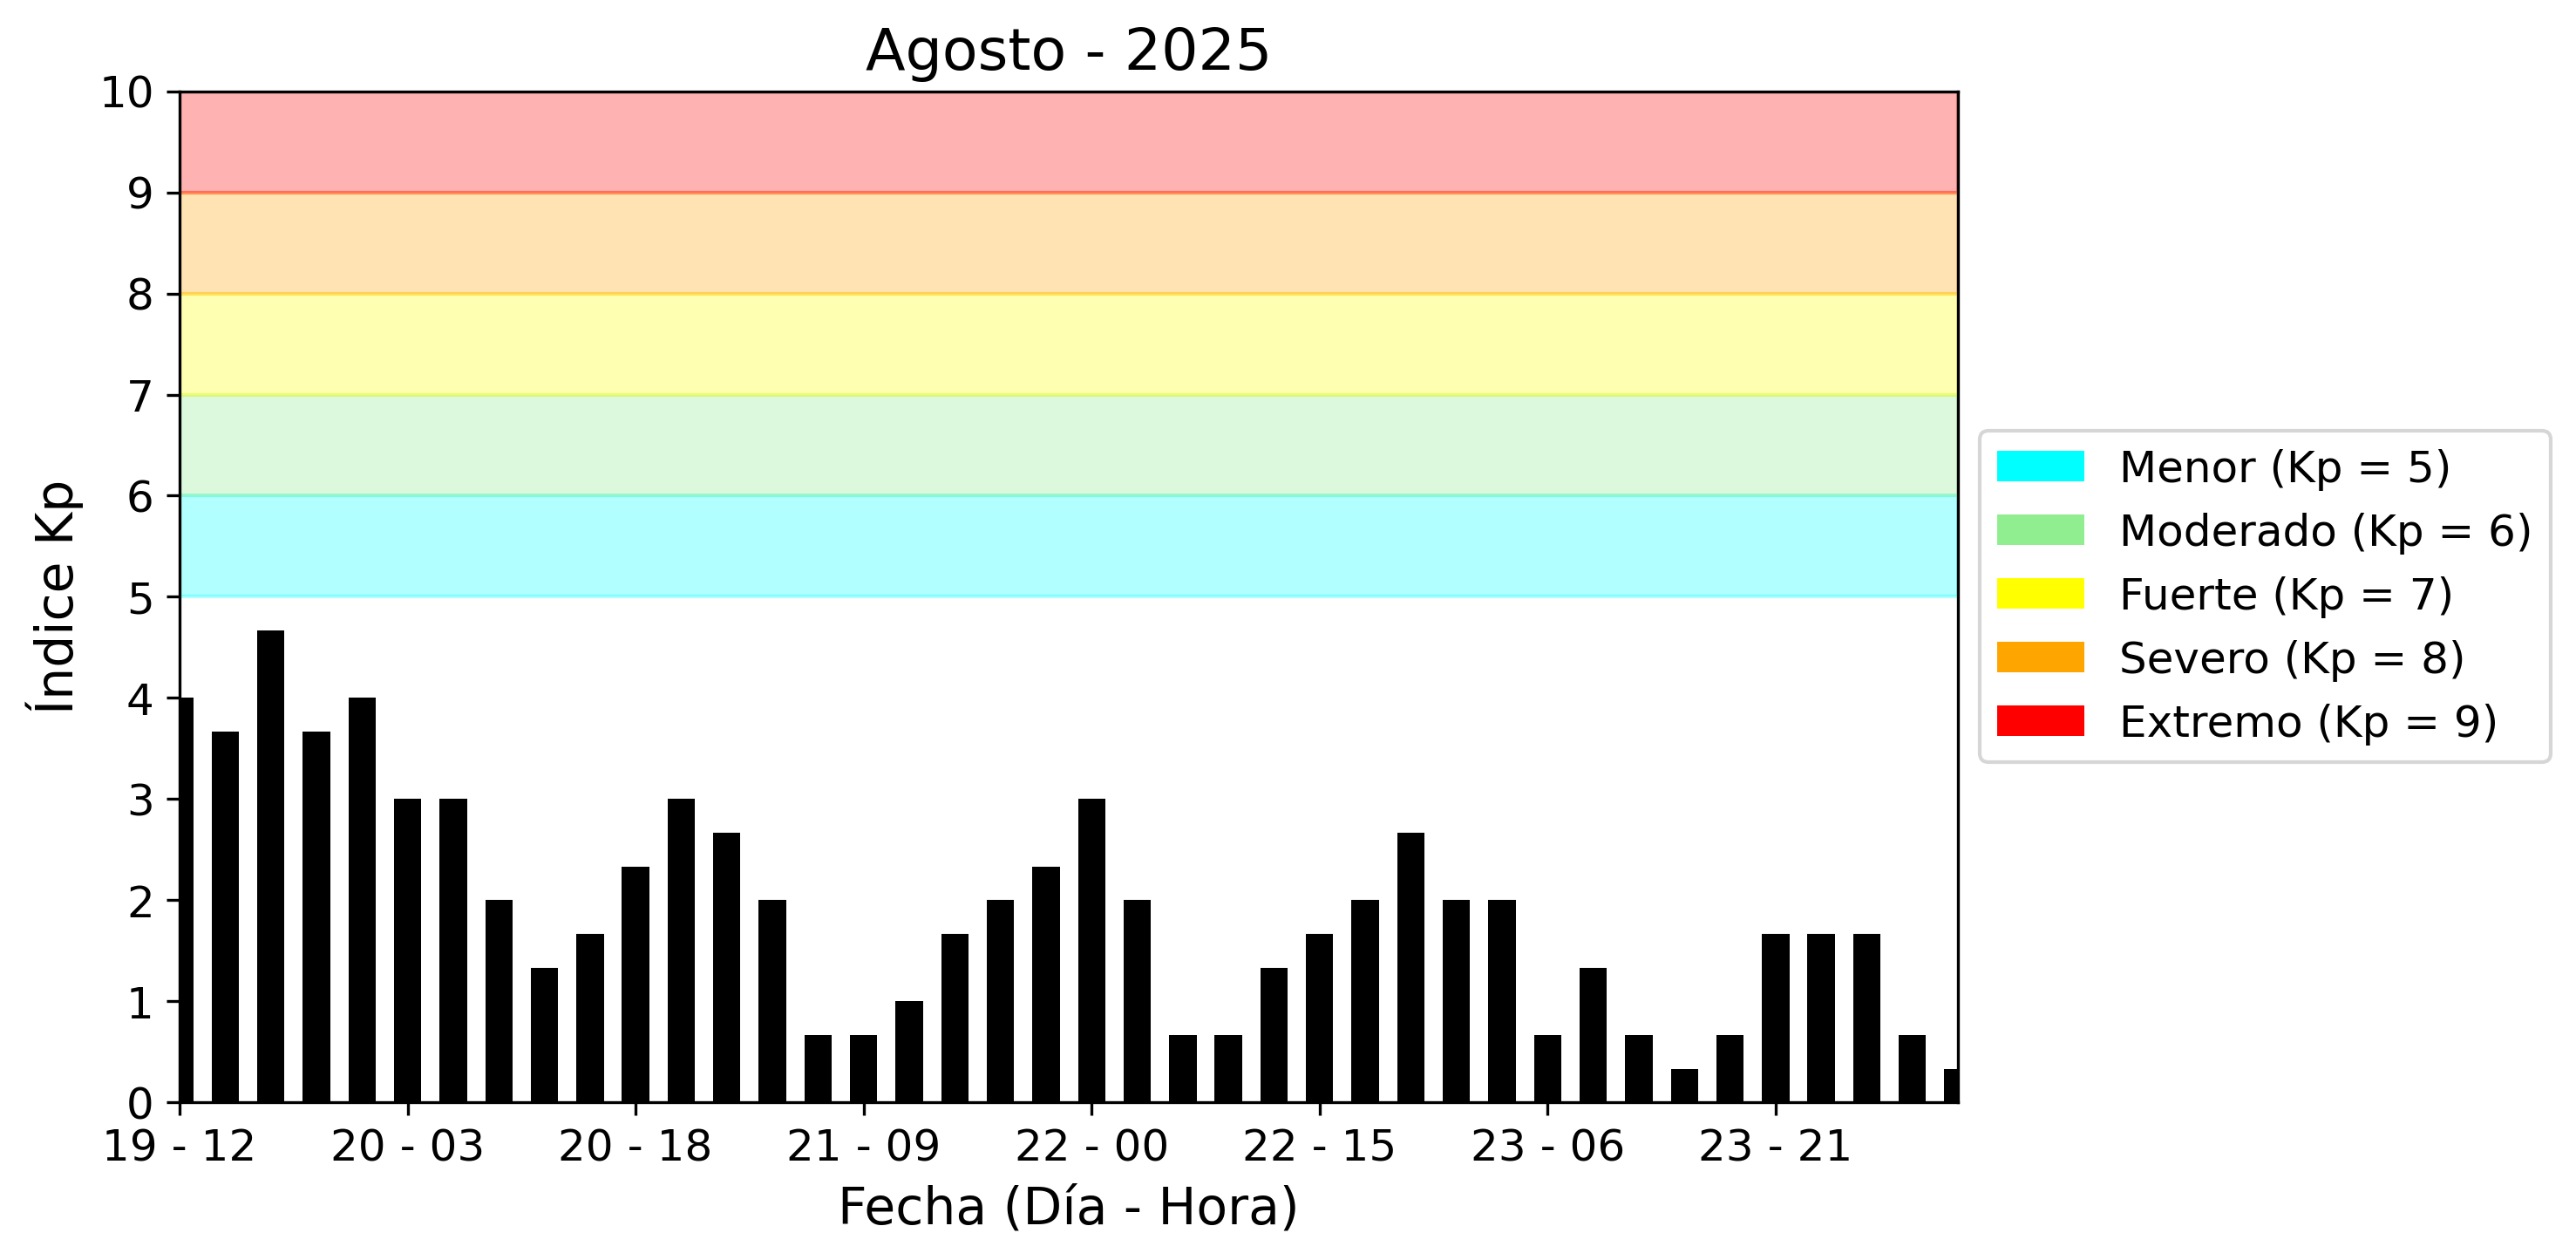 Agosto - 2025
10
9
8
7
6
5
4
3
2
1
0
Índice Kp
19 - 12
20 - 03
20 - 18
21 - 09
22 - 00
22 - 15
23 - 06
23 - 21
Fecha (Día - Hora)
Menor (Kp = 5)
Moderado (Kp = 6)
Fuerte (Kp = 7)
Severo (Kp = 8)
Extremo (Kp = 9)